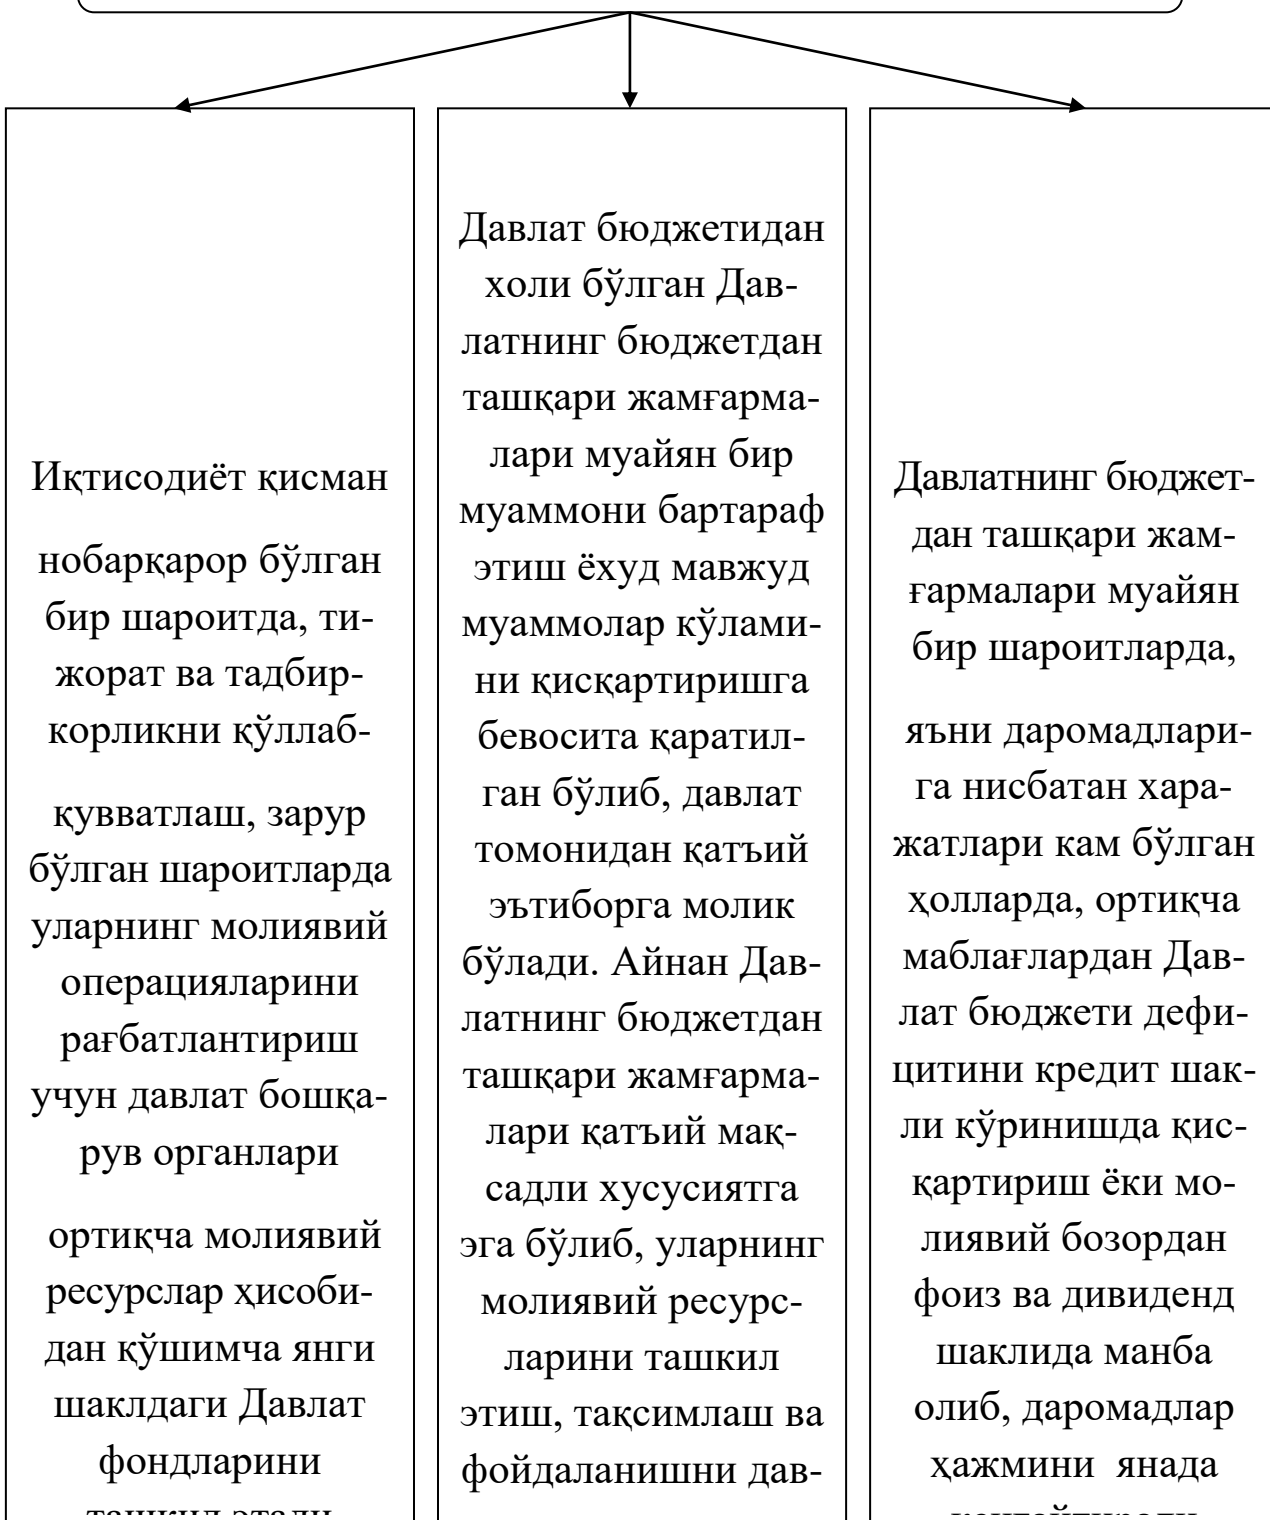 Иқтисодиёт қисман
нобарқарор бўлган
бир шароитда, ти-
жорат ва тадбир-
корликни қўллаб-
қувватлаш, зарур
бўлган шароитларда
уларнинг молиявий
операцияларини
рағбатлантириш
учун давлат бошқа-
рув органлари
ортиқча молиявий
ресурслар ҳисоби-
дан қўшимча янги
шаклдаги Давлат
фондларини
ташкил этади
Давлат бюджетидан
холи бўлган Дав-
латнинг бюджетдан
ташқари жамғарма-
лари муайян бир
муаммони бартараф
этиш ёхуд мавжуд
муаммолар кўлами-
ни қисқартиришга
бевосита қаратил-
ган бўлиб, давлат
томонидан қатъий
эътиборга молик
бўлади. Айнан Дав-
латнинг бюджетдан
ташқари жамғарма-
лари қатъий мақ-
садли хусусиятга
эга бўлиб, уларнинг
молиявий ресурс-
ларини ташкил
этиш, тақсимлаш ва
фойдаланишни дав-
Давлатнинг бюджет-
дан ташқари жам-
ғармалари муайян
бир шароитларда,
яъни даромадлари-
га нисбатан хара-
жатлари кам бўлган
ҳолларда, ортиқча
маблағлардан Дав-
лат бюджети дефи-
цитини кредит шак-
ли кўринишда қис-
қартириш ёки мо-
лиявий бозордан
фоиз ва дивиденд
шаклида манба
олиб, даромадлар
ҳажмини янада